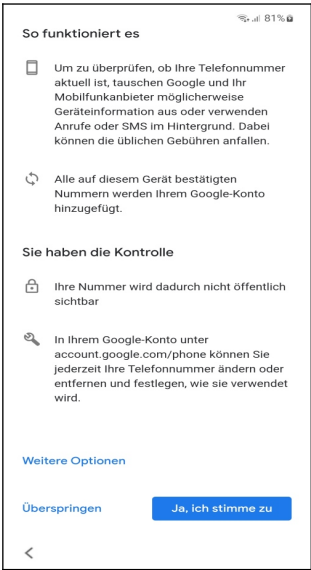 81%
So funktioniert es
Um zu überprüfen, ob Ihre Telefonnummer
aktuell ist, tauschen Google und Ihr
Mobilfunkanbieter möglicherweise
Geräteinformation aus oder verwenden
Anrufe oder SMS im Hintergrund. Dabei
können die üblichen Gebühren anfallen.
Alle auf diesem Gerät bestätigten
Nummern werden Ihrem Google-Konto
hinzugefügt.
Sie haben die Kontrolle
Ihre Nummer wird dadurch nicht öffentlich
sichtbar
In Ihrem Google-Konto unter
account.google.com/phone können Sie
jederzeit Ihre Telefonnummer ändern oder
entfernen und festlegen, wie sie verwendet
wird.
Weitere Optionen
Überspringen
Ja, ich stimme zu